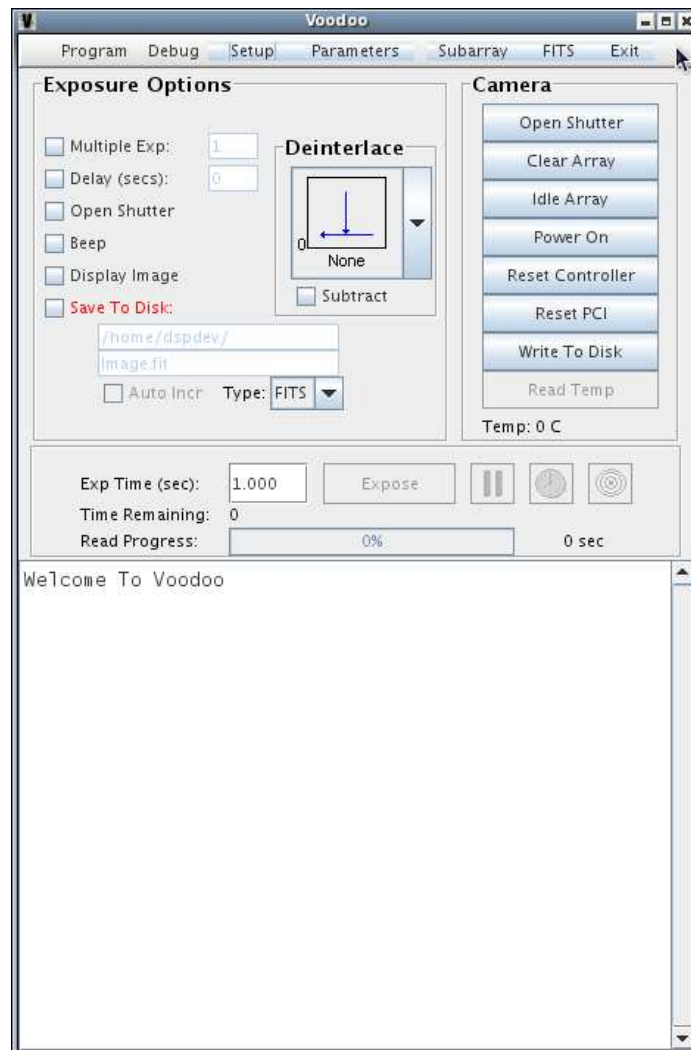 Voodoo
Program Debug Setup Parameters Subarray FITS Exit
Exposure Options
Multiple Exp: 1
Delay (secs): 0
Open Shutter
Beep
Display Image
Save To Disk:
/home/dspdev/
Image.fit
Auto Incr Type: FITS
Deinterlace
0
None
Subtract
Camera
Open Shutter
Clear Array
Idle Array
Power On
Reset Controller
Reset PCI
Write To Disk
Read Temp
Temp: 0 C
Exp Time (sec): 1.000 Expose
Time Remaining: 0
Read Progress: 0% 0 sec
Welcome To Voodoo